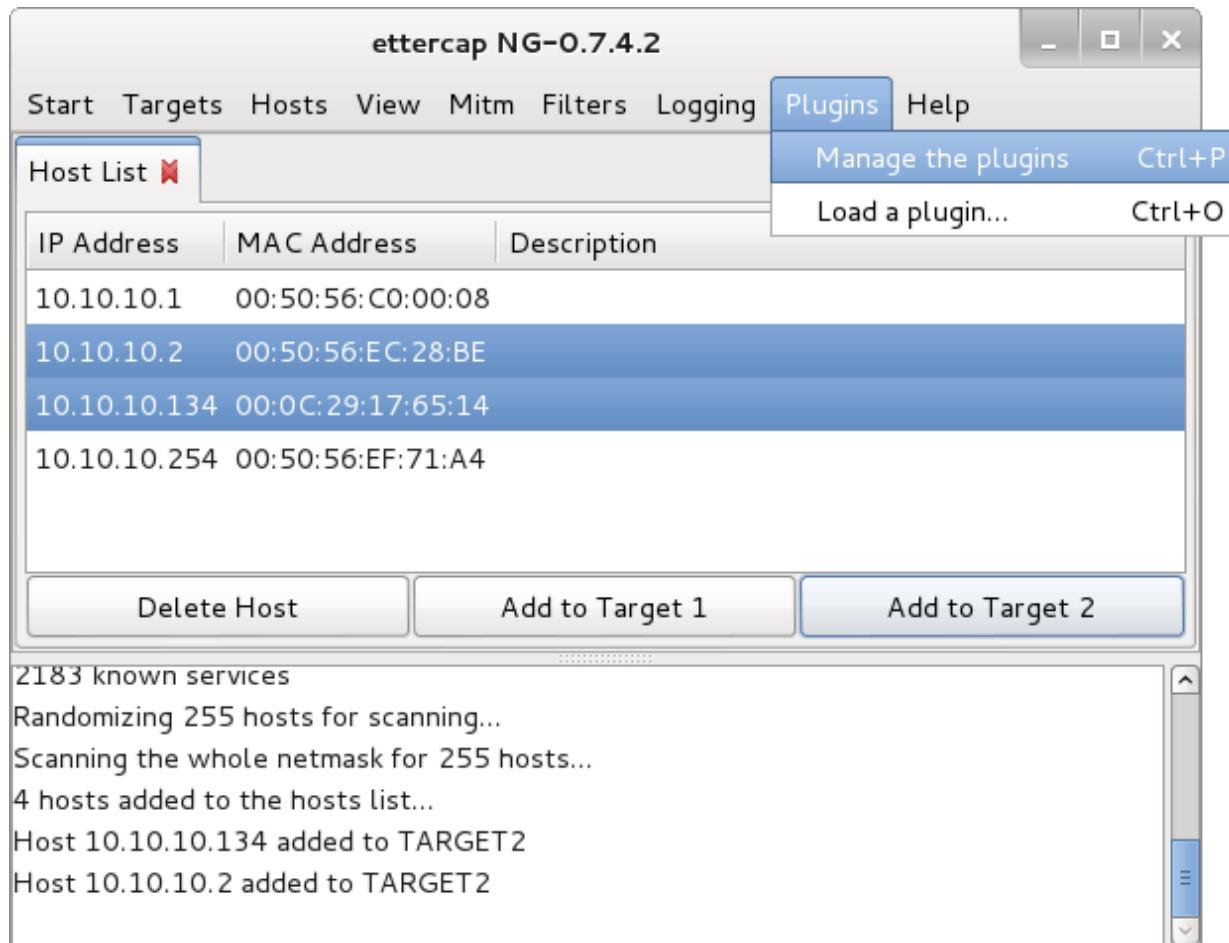 ettercap NG-0.7.4.2
Start Targets Hosts View Mitm Filters Logging Plugins Help
Manage the plugins Ctrl+P
Load a plugin... Ctrl+O
Host List
IP Address MAC Address Description
10.10.10.1 00:50:56:C0:00:08
10.10.10.2 00:50:56:EC:28:BE
10.10.10.134 00:0C:29:17:65:14
10.10.10.254 00:50:56:EF:71:A4
Delete Host Add to Target 1 Add to Target 2
2183 known services
Randomizing 255 hosts for scanning...
Scanning the whole netmask for 255 hosts...
4 hosts added to the hosts list...
Host 10.10.10.134 added to TARGET2
Host 10.10.10.2 added to TARGET2